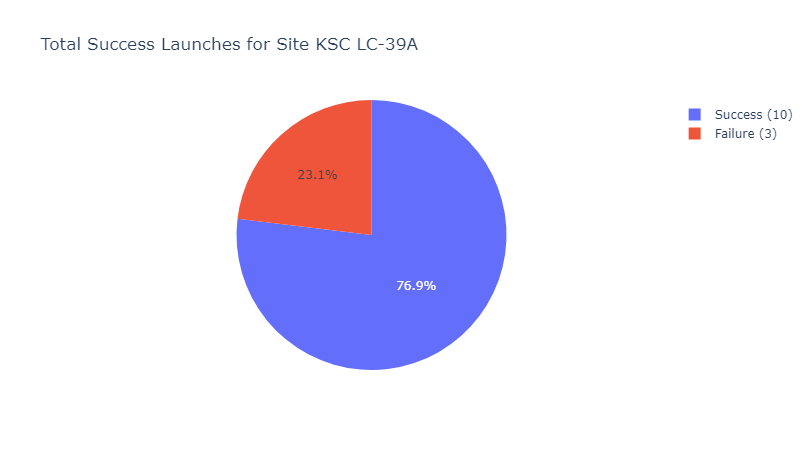 Total Success Launches for Site KSC LC-39A
Success (10)
Failure (3)
23.1%
76.9%